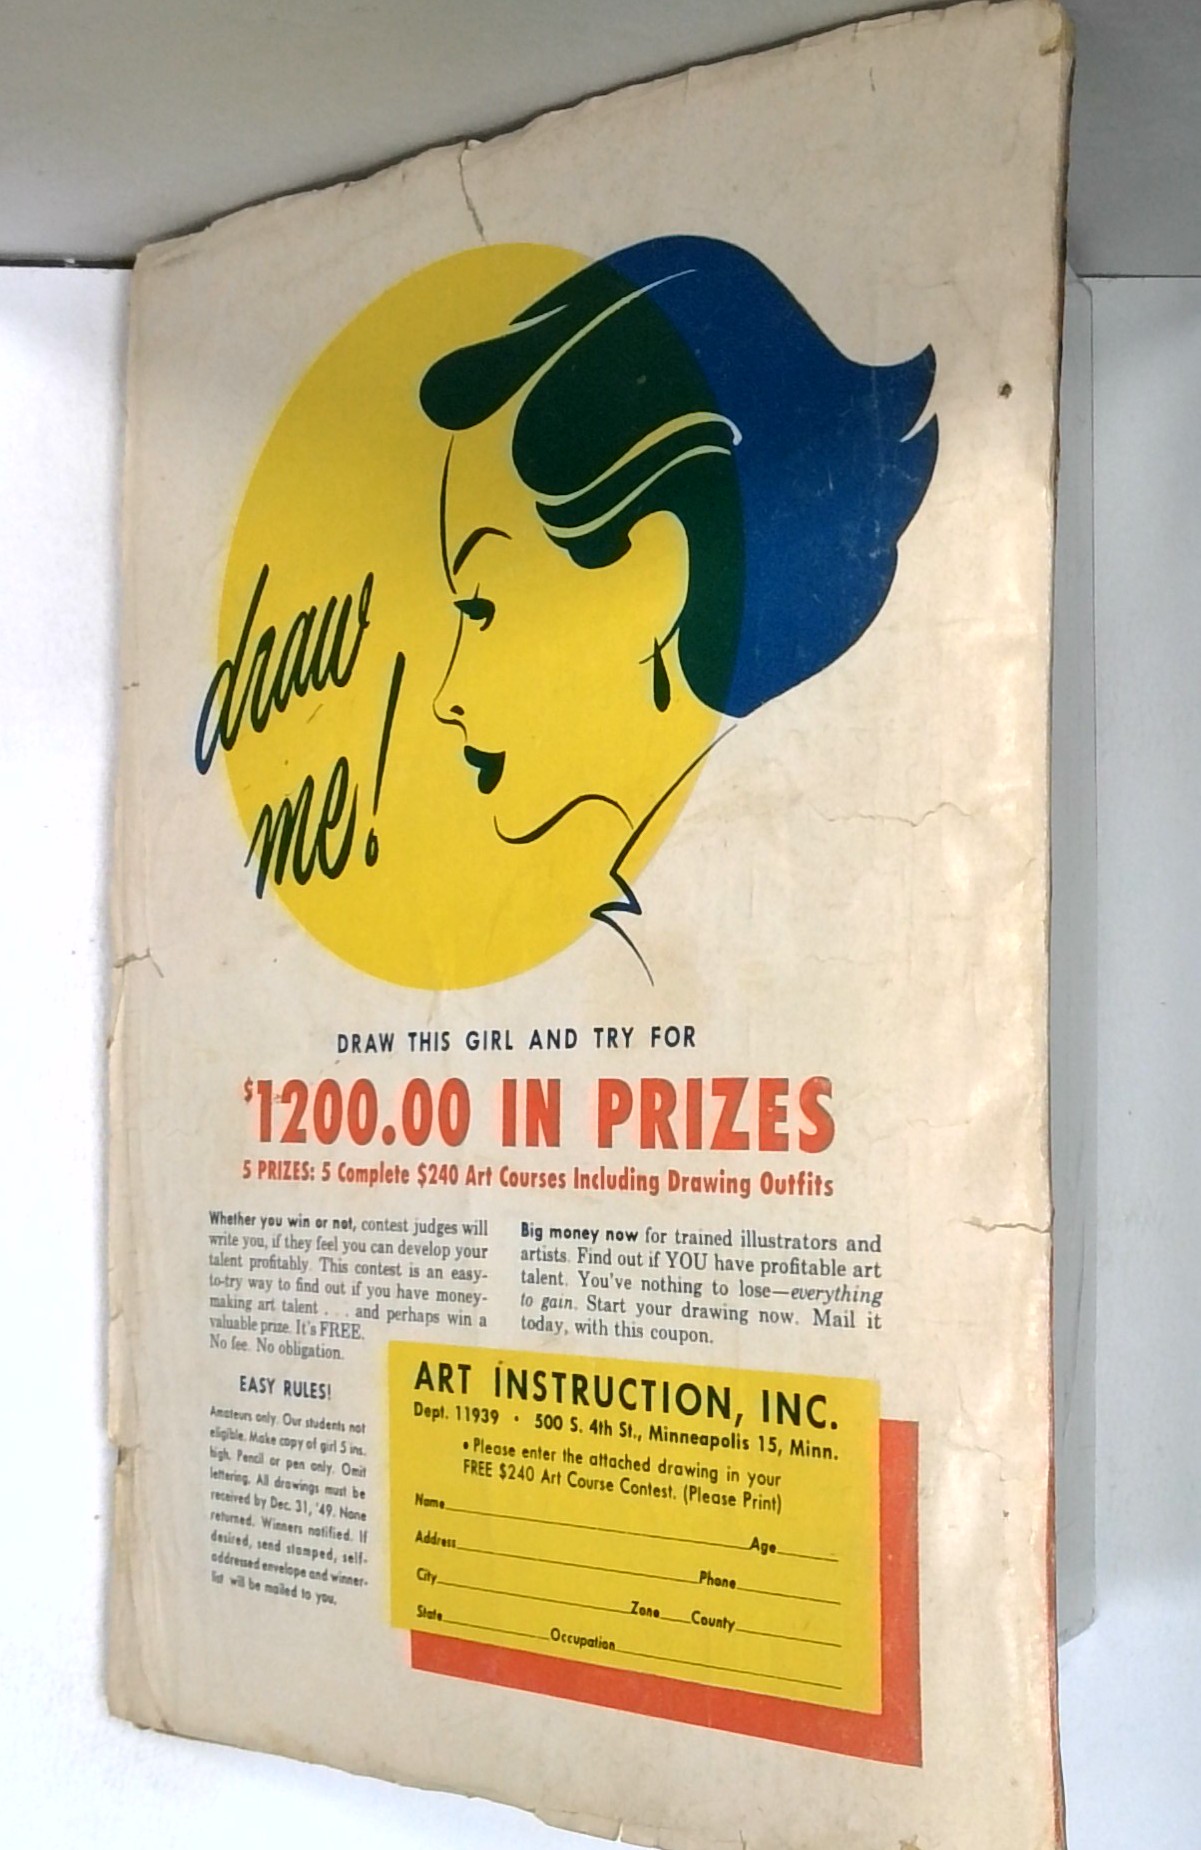 draw
me!
DRAW THIS GIRL AND TRY FOR
$1200.00 IN PRIZES
5 PRIZES: 5 Complete $240 Art Courses Including Drawing Outfits
Whether you win or not, contest judges will
write you, if they feel you can develop your
talent profitably. This contest is an easy-
to-try way to find out if you have money-
making art talent . . . and perhaps win a
valuable prize. It's FREE.
No fee. No obligation.
Big money now for trained illustrators and
artists. Find out if YOU have profitable art
talent. You've nothing to lose—everything
to gain. Start your drawing now. Mail it
today, with this coupon.
EASY RULES!
Amateurs only. Our students not
eligible. Make copy of girl 5 ins.
high. Pencil or pen only. Omit
lettering. All drawings must be
received by Dec. 31, '49. None
returned. Winners notified. If
desired, send stamped, self-
addressed envelope and winner-
list will be mailed to you.
ART INSTRUCTION, INC.
Dept. 11939 • 500 S. 4th St., Minneapolis 15, Minn.
• Please enter the attached drawing in your
FREE $240 Art Course Contest. (Please Print)
Name Age
Address Phone
City Zone County
State Occupation